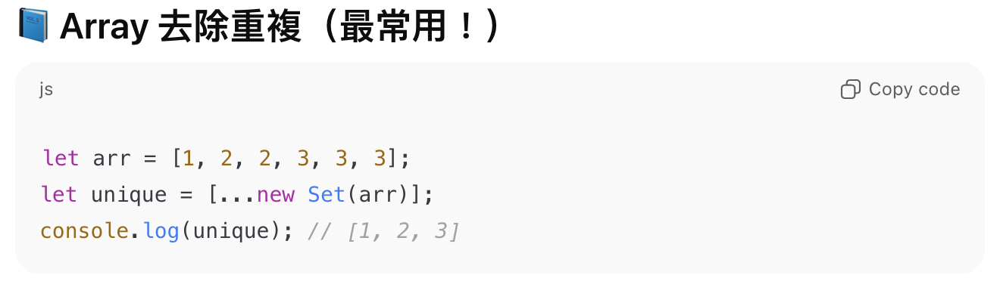 Array 去除重複（最常用！）
js
Copy code
let arr = [1, 2, 2, 3, 3, 3];
let unique = [...new Set(arr)];
console.log(unique); // [1, 2, 3]